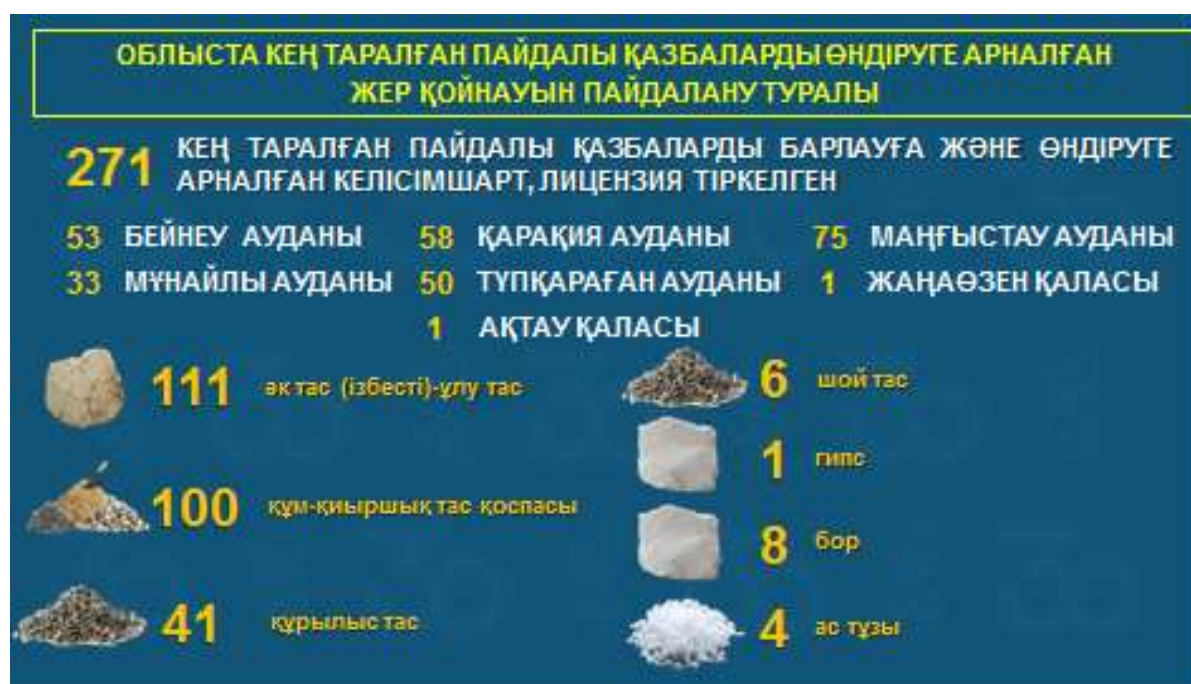 ОБЛЫСТА КЕҢ ТАРАЛҒАН ПАЙДАЛЫ ҚАЗБАЛАРДЫ ӨНДІРУГЕ АРНАЛҒАН
ЖЕР ҚОЙНАУЫН ПАЙДАЛАНУ ТУРАЛЫ
271 КЕҢ ТАРАЛҒАН ПАЙДАЛЫ ҚАЗБАЛАРДЫ БАРЛАУҒА ЖӘНЕ ӨНДІРУГЕ
АРНАЛҒАН КЕЛІСІМШАРТ, ЛИЦЕНЗИЯ ТІРКЕЛГЕН
53 БЕЙНЕУ АУДАНЫ 58 ҚАРАҚИЯ АУДАНЫ 75 МАҢҒЫСТАУ АУДАНЫ
33 МҰНАЙЛЫ АУДАНЫ 50 ТҮПҚАРАҒАН АУДАНЫ 1 ЖАҢАӨЗЕН ҚАЛАСЫ
1 АҚТАУ ҚАЛАСЫ
111 әк тас (ізбесті)-ұлу тас
100 құм-қиыршық тас қоспасы
41 құрылыс тас
6 шой тас
1 гипс
8 бор
4 ас тұзы